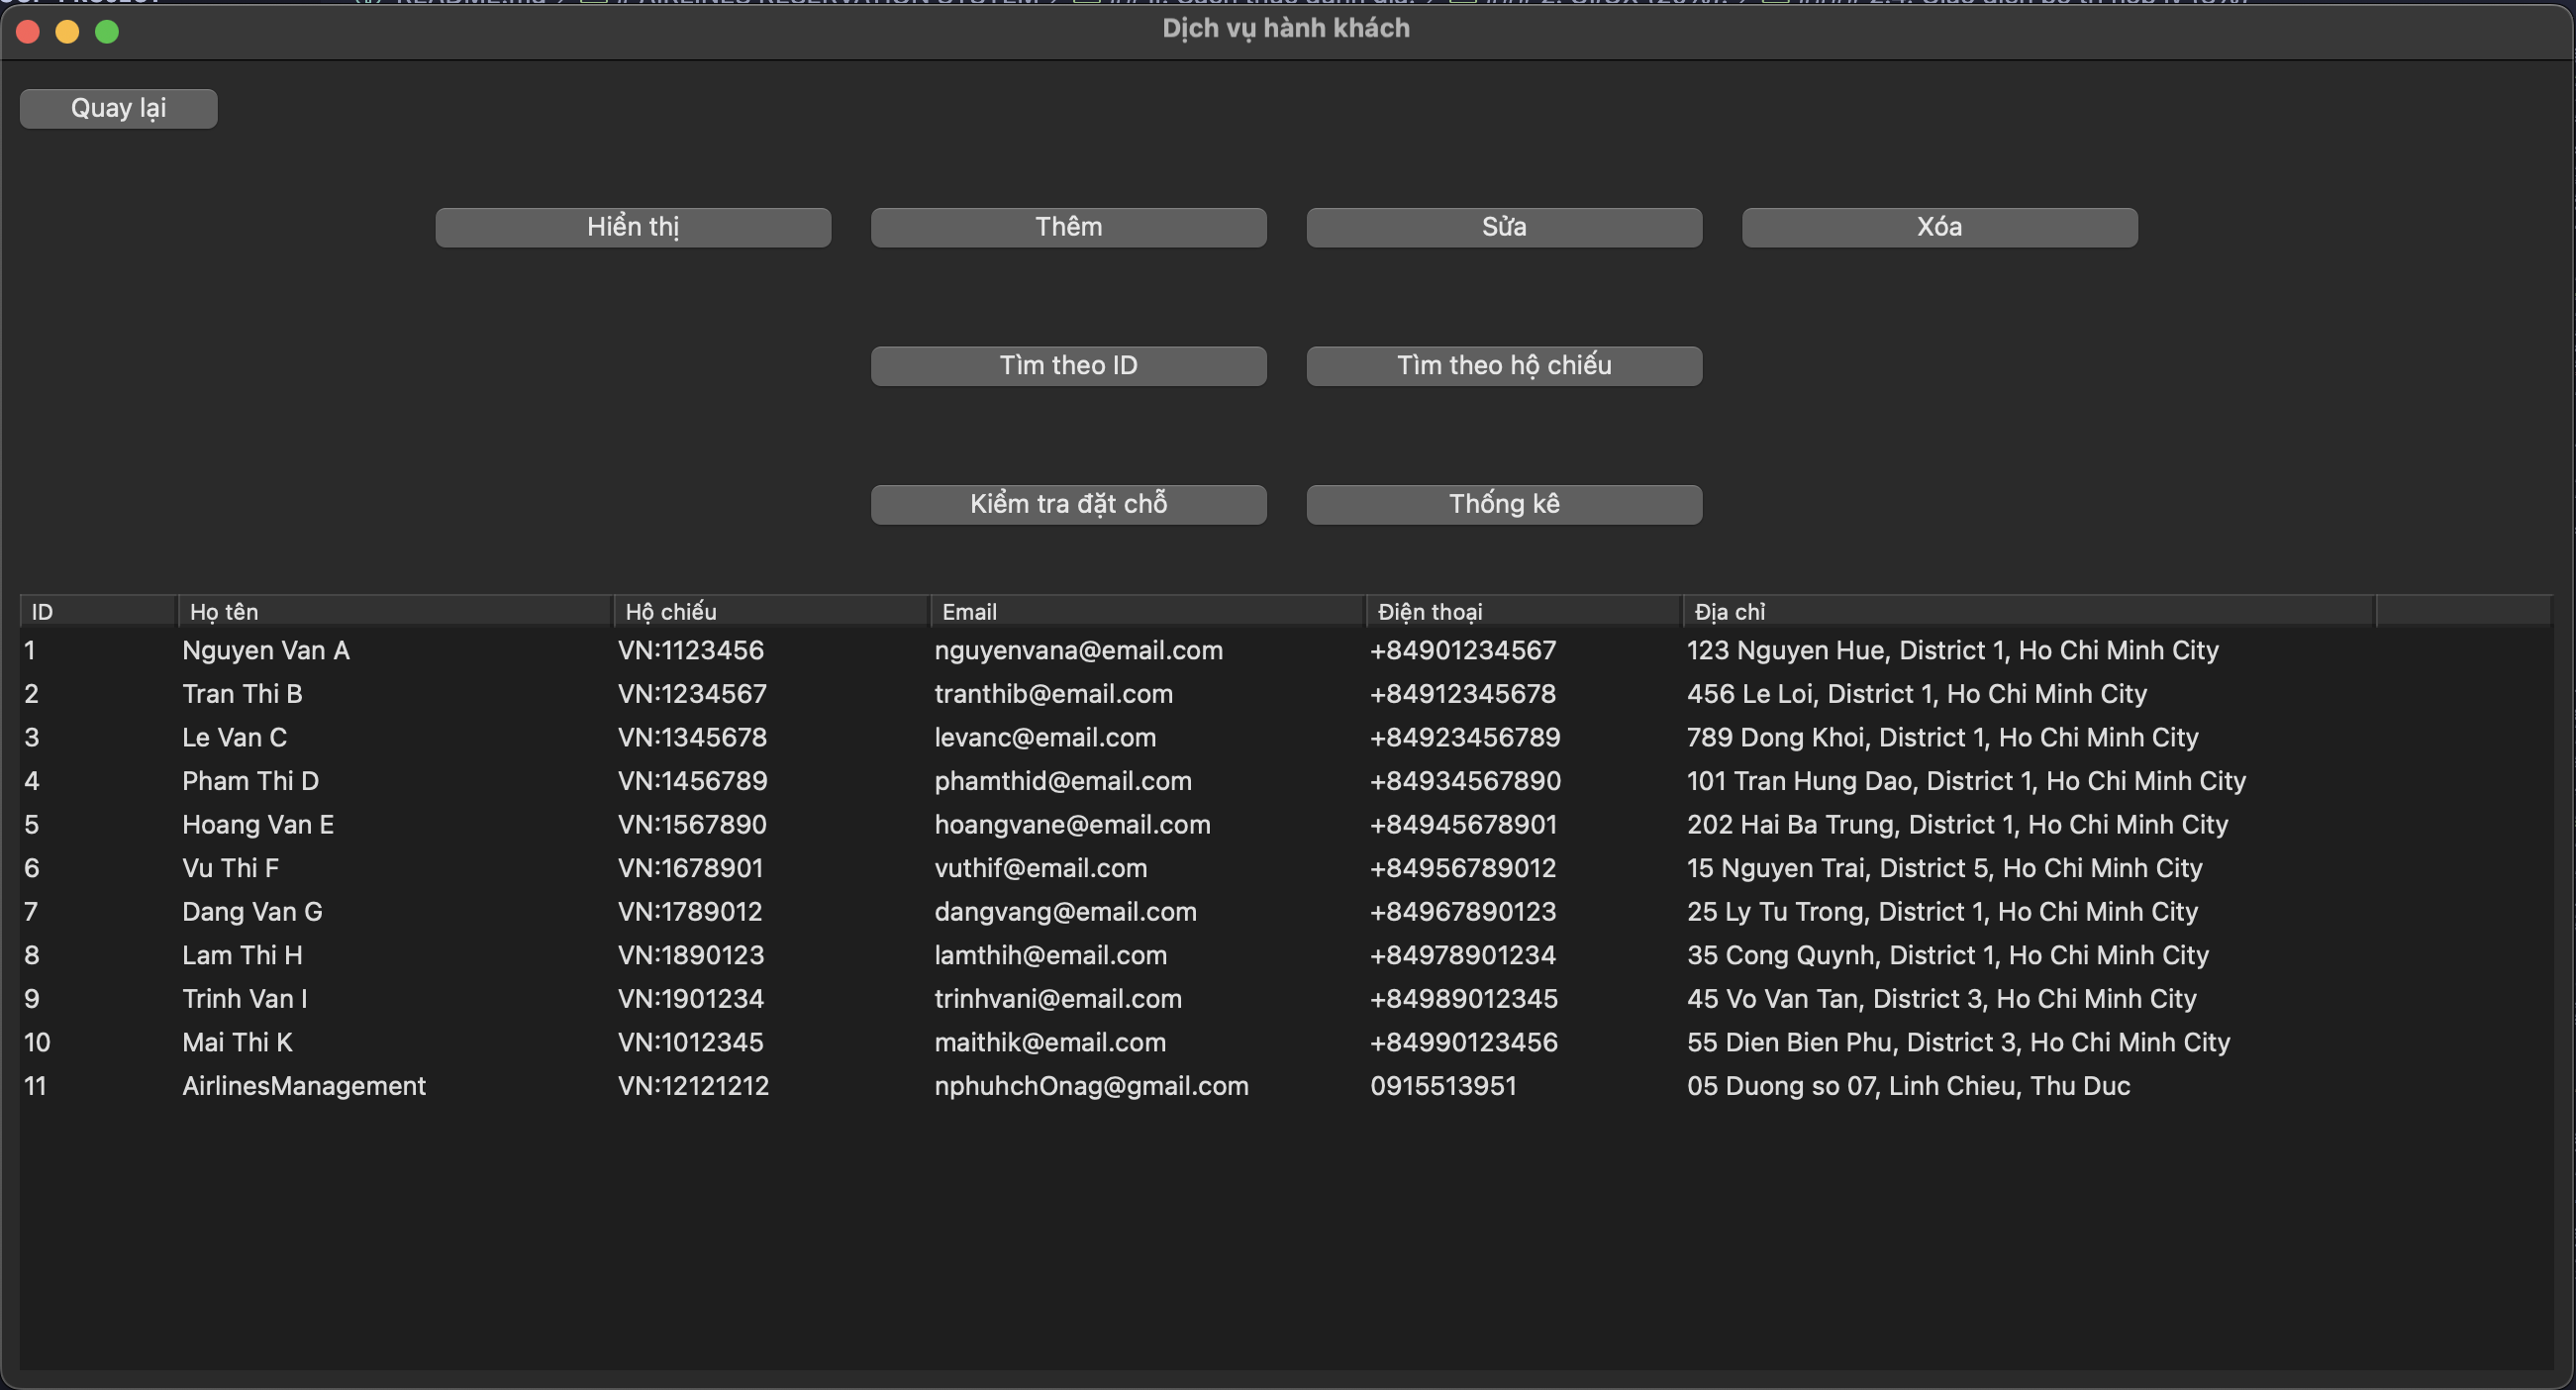 Dịch vụ hành khách
Quay lại
Hiển thị Thêm Sửa Xóa
Tìm theo ID Tìm theo hộ chiếu
Kiểm tra đặt chỗ Thống kê
ID Họ tên Hộ chiếu Email Điện thoại Địa chỉ
1 Nguyen Van A VN:1123456 nguyenvana@email.com +84901234567 123 Nguyen Hue, District 1, Ho Chi Minh City
2 Tran Thi B VN:1234567 tranthib@email.com +84912345678 456 Le Loi, District 1, Ho Chi Minh City
3 Le Van C VN:1345678 levanc@email.com +84923456789 789 Dong Khoi, District 1, Ho Chi Minh City
4 Pham Thi D VN:1456789 phamthid@email.com +84934567890 101 Tran Hung Dao, District 1, Ho Chi Minh City
5 Hoang Van E VN:1567890 hoangvane@email.com +84945678901 202 Hai Ba Trung, District 1, Ho Chi Minh City
6 Vu Thi F VN:1678901 vuthif@email.com +84956789012 15 Nguyen Trai, District 5, Ho Chi Minh City
7 Dang Van G VN:1789012 dangvang@email.com +84967890123 25 Ly Tu Trong, District 1, Ho Chi Minh City
8 Lam Thi H VN:1890123 lamthih@email.com +84978901234 35 Cong Quynh, District 1, Ho Chi Minh City
9 Trinh Van I VN:1901234 trinhvani@email.com +84989012345 45 Vo Van Tan, District 3, Ho Chi Minh City
10 Mai Thi K VN:1012345 maithik@email.com +84990123456 55 Dien Bien Phu, District 3, Ho Chi Minh City
11 AirlinesManagement VN:12121212 nphuhchOnag@gmail.com 0915513951 05 Duong so 07, Linh Chieu, Thu Duc